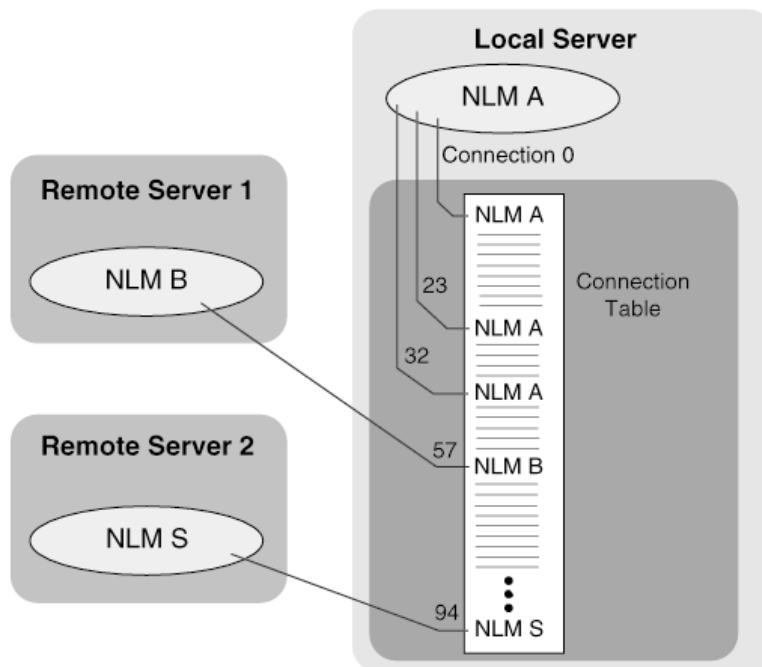 Local Server
NLM A
Connection 0
Remote Server 1
NLM B
NLM A
23
Connection
Table
NLM A
32
NLM A
Remote Server 2
57
NLM B
NLM S
94
NLM S